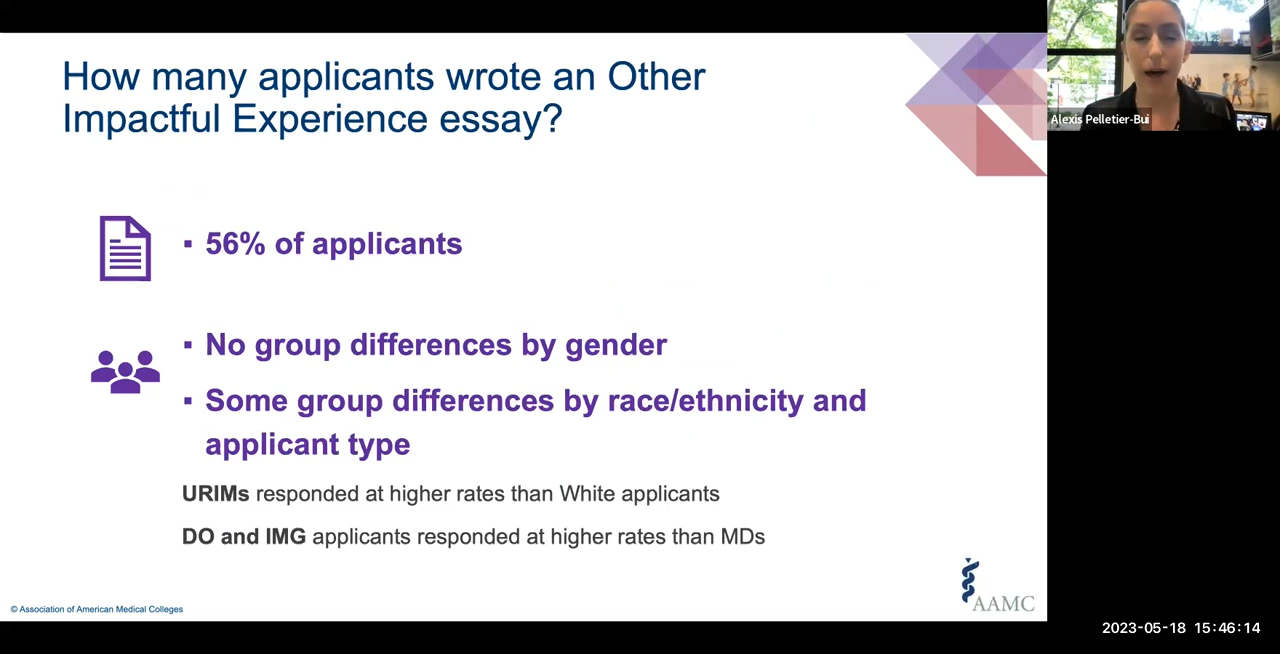 How many applicants wrote an Other
Impactful Experience essay?
▪ 56% of applicants
▪ No group differences by gender
▪ Some group differences by race/ethnicity and
applicant type
URIMs responded at higher rates than White applicants
DO and IMG applicants responded at higher rates than MDs
© Association of American Medical Colleges
AAMC
Alexis Pelletier-Bui
2023-05-18 15:46:14